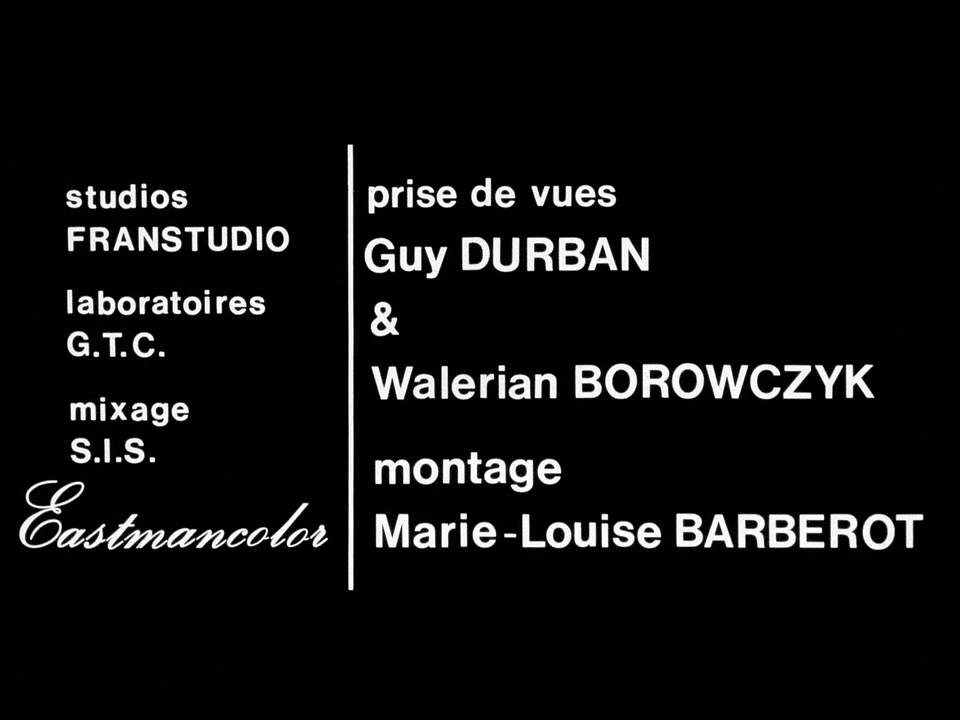 studios
FRANSTUDIO
laboratoires
G.T.C.
mixage
S.I.S.
Eastmancolor
prise de vues
Guy DURBAN
&
Walerian BOROWCZYK
montage
Marie-Louise BARBEROT